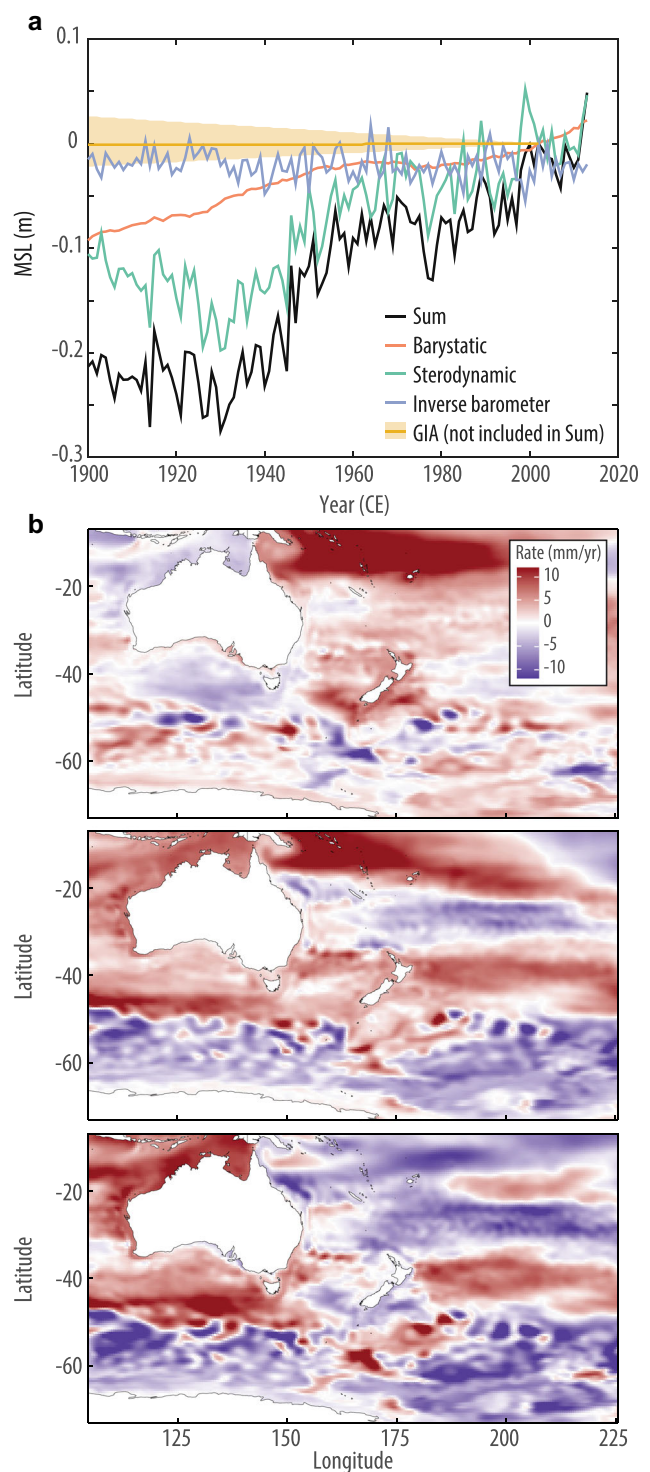 a
0.1
0
-0.1
-0.2
-0.3
MSL (m)
Sum
Barystatic
Sterodynamic
Inverse barometer
GIA (not included in Sum)
1900 1920 1940 1960 1980 2000 2020
Year (CE)
b
Rate (mm/yr)
10
5
0
-5
-10
-20
-40
-60
Latitude
-20
-40
-60
Latitude
-20
-40
-60
Latitude
125 150 175 200 225
Longitude